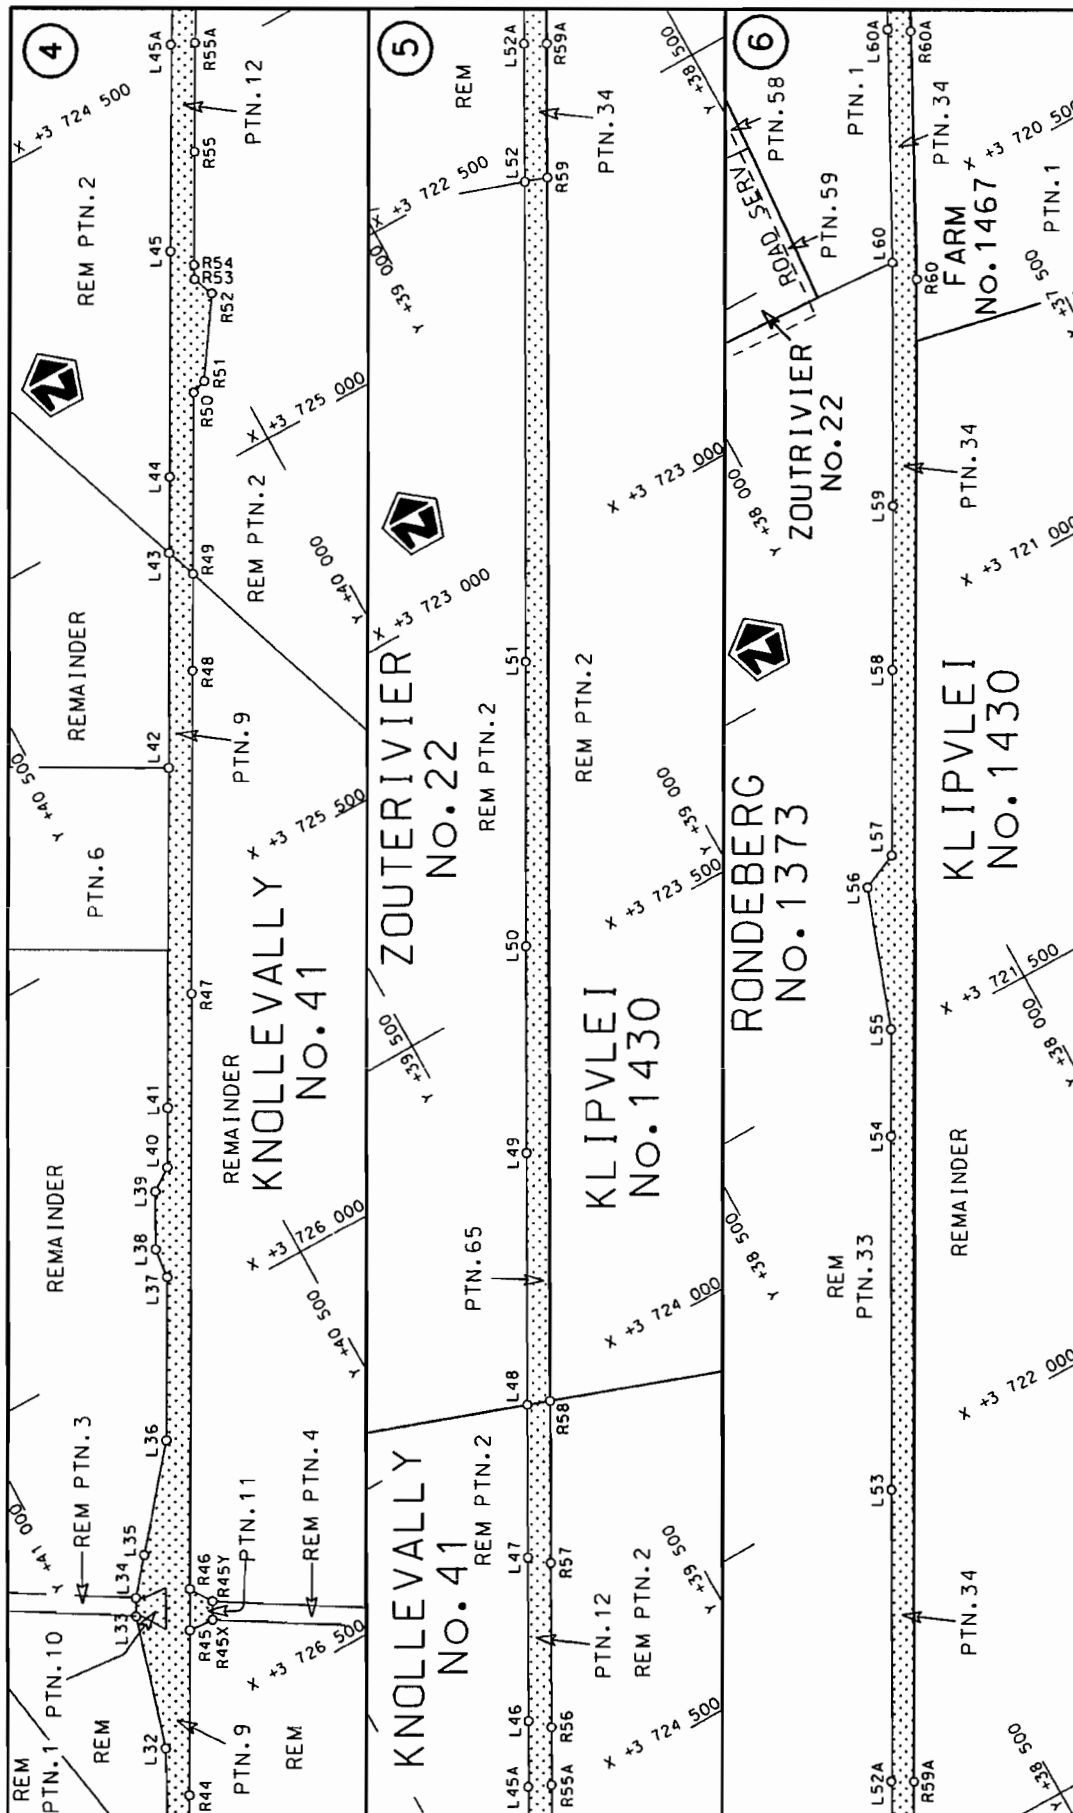 4
REM
PTN.1
PTN.10
REM
L32
L33
L34
L35
L36
REM PTN.3
Y +41 000
REMAINDER
L37
L38
L39
L40
L41
PTN.6
Y +40 500
L42
REMAINDER
L43
L44
L45
REM PTN.2
X +3 724 500
L45A
R44
PTN.9
REM
R45
R45X
R45Y
R46
X +3 726 500
PTN.11
REM PTN.4
Y +40 500
X +3 726 000
REMAINDER
KNOLLEVALLY
No.41
R47
X +3 725 500
PTN.9
R48
R49
REM PTN.2
Y +40 000
X +3 725 000
R50
R51
R52
R53
R54
R55
PTN.12
R55A
5
KNOLLEVALLY
No.41
REM PTN.2
L45A
L46
L47
L48
PTN.65
L49
Y +39 500
L50
ZOUTERIVIER
No.22
REM PTN.2
X +3 723 000
L51
Y +39 000
X +3 722 500
L52
REM
L52A
R55A
R56
PTN.12
REM PTN.2
X +3 724 500
R57
Y +39 500
R58
X +3 724 000
KLIPVLEI
No.1430
X +3 723 500
Y +39 000
REM PTN.2
X +3 723 000
R59
PTN.34
R59A
Y +38 500
6
L52A
L53
Y +38 500
REM
PTN.33
L54
L55
RONDEBERG
No.1373
L56
L57
L58
L59
Y +38 000
ZOUTRIVIER
No.22
ROAD SERV
PTN.59
PTN.58
L60
PTN.1
L60A
R59A
Y +38 500
PTN.34
X +3 722 000
REMAINDER
X +3 721 500
Y +38 000
KLIPVLEI
No.1430
X +3 721 000
PTN.34
R60
FARM
No.1467
Y +37 500
PTN.1
X +3 720 500
PTN.34
R60A